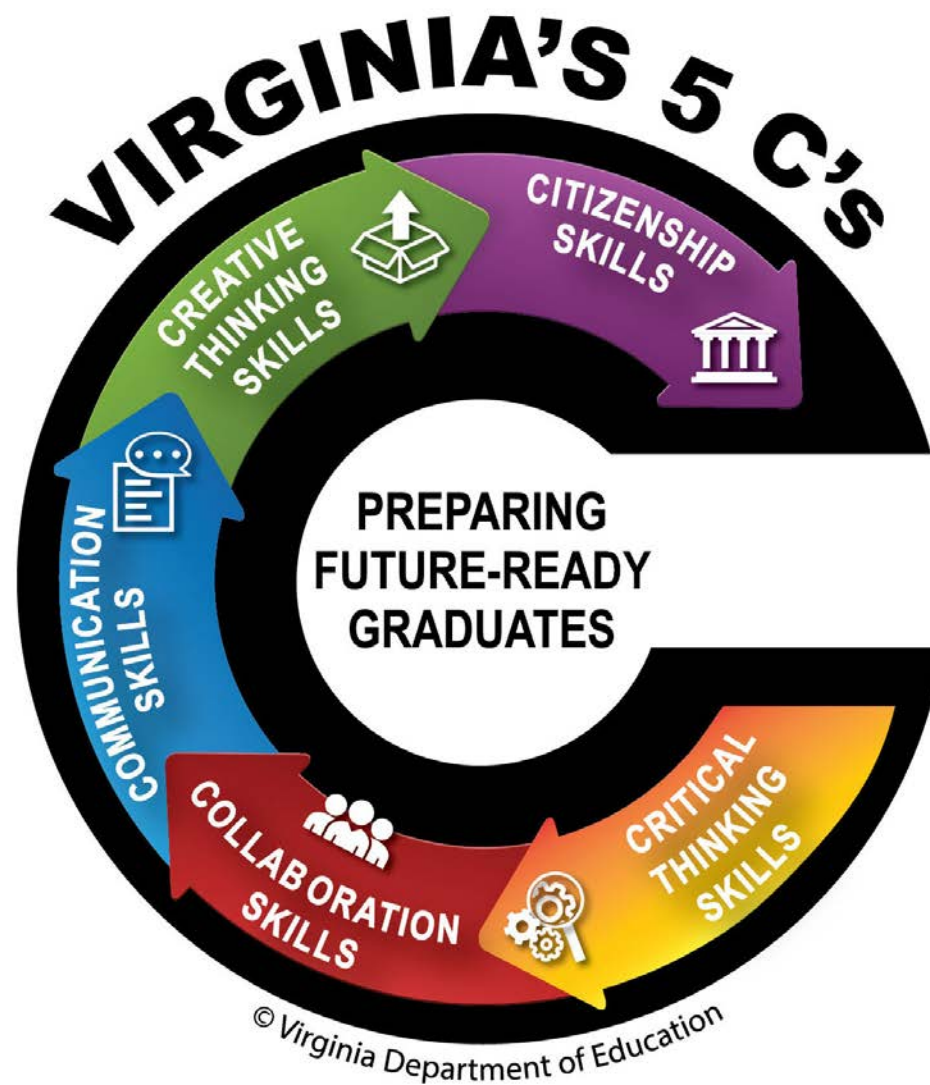 VIRGINIA'S 5 C's
CREATIVE
THINKING
SKILLS
CITIZENSHIP
SKILLS
COMMUNICATION
SKILLS
PREPARING
FUTURE-READY
GRADUATES
COLLABORATION
SKILLS
CRITICAL
THINKING
SKILLS
© Virginia Department of Education